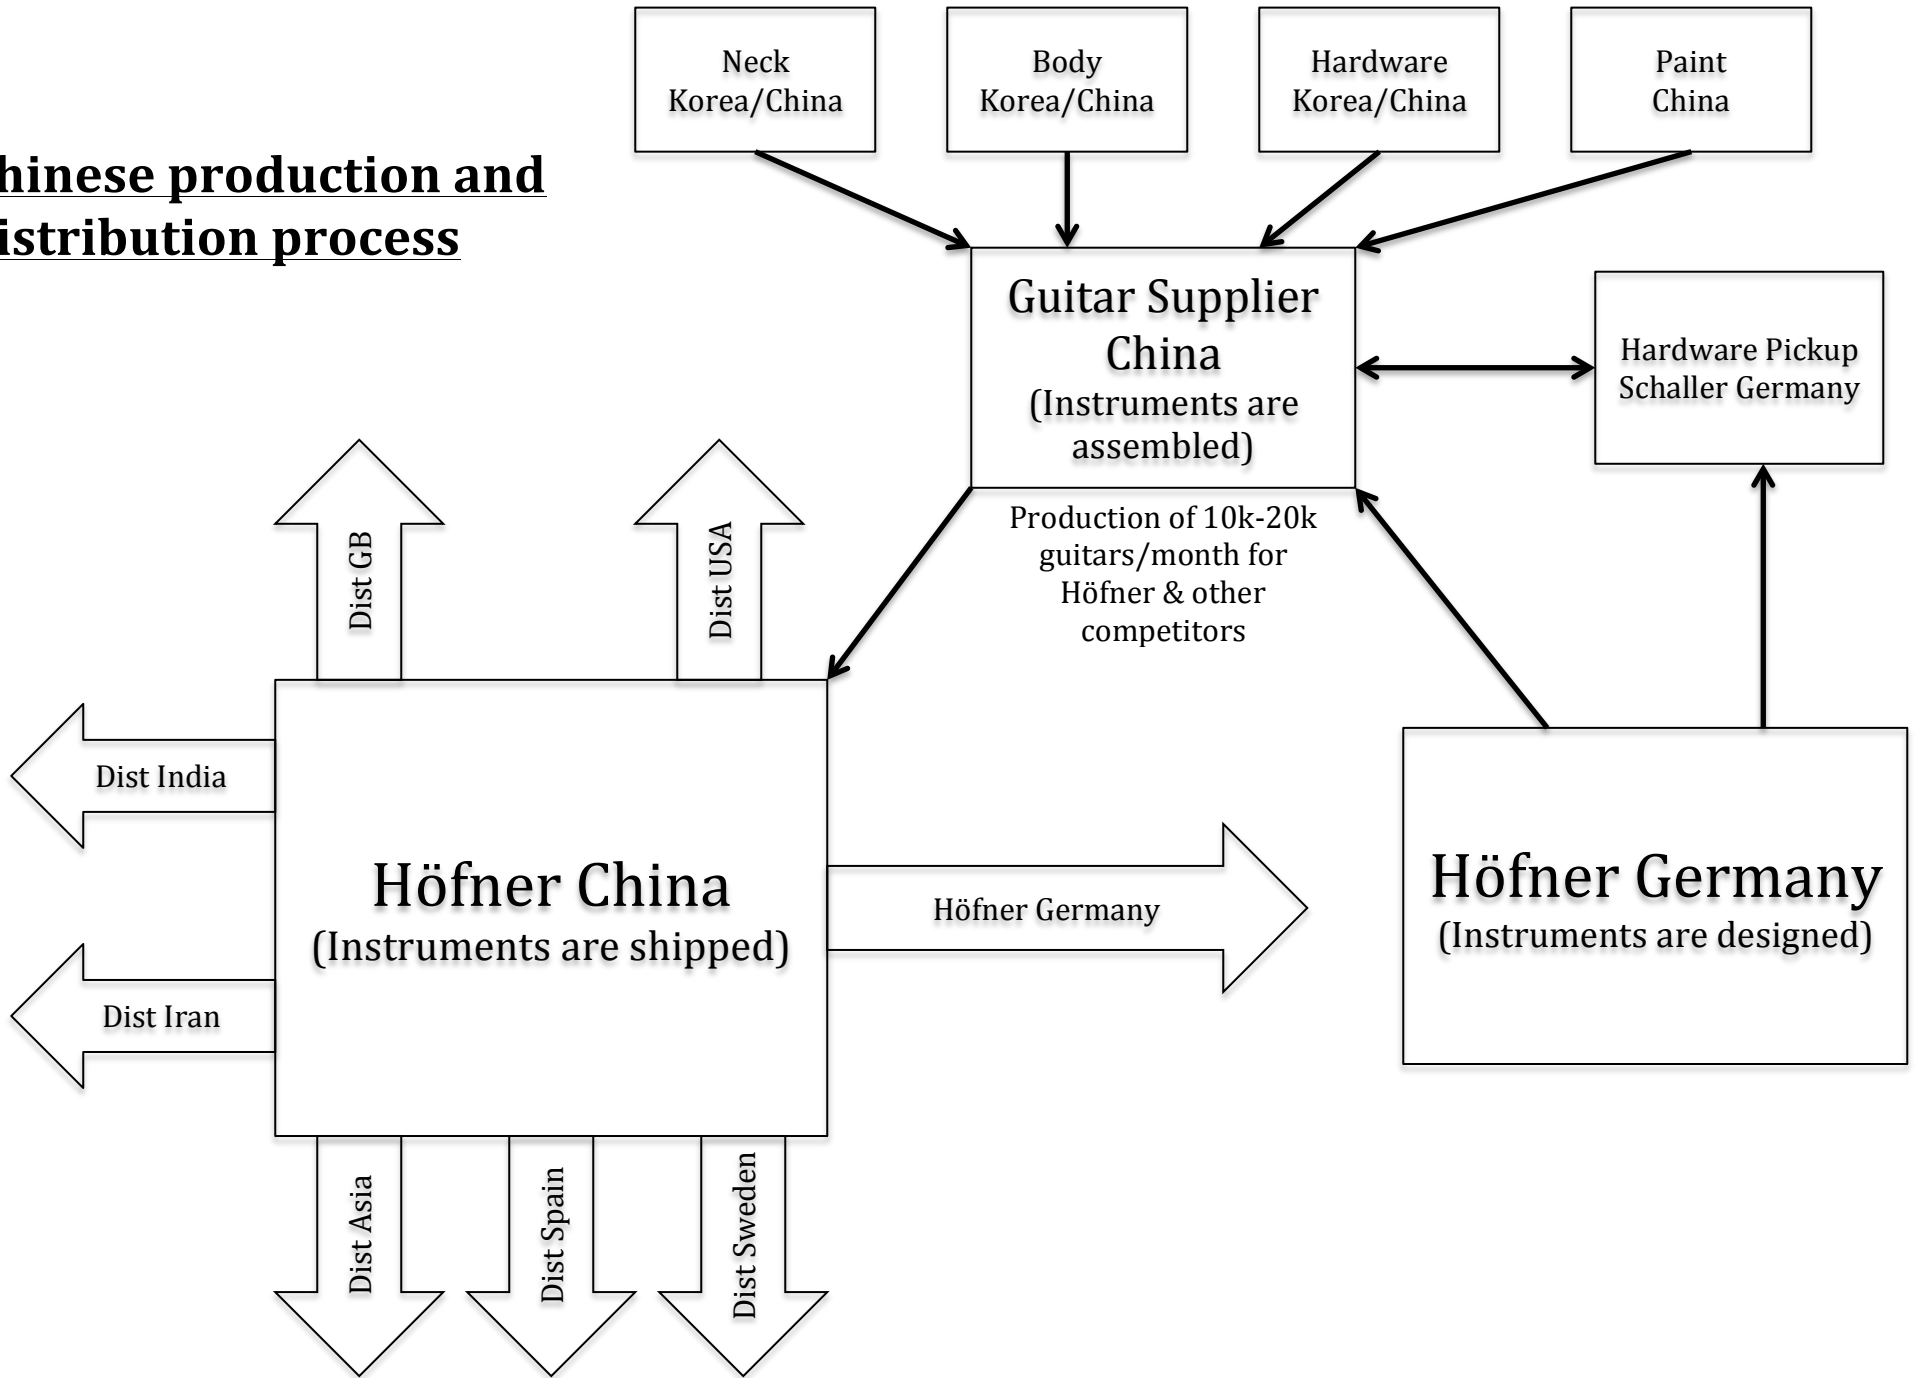 Neck
Korea/China
Body
Korea/China
Hardware
Korea/China
Paint
China
hinese production and
istribution process
Guitar Supplier
China
(Instruments are
assembled)
Hardware Pickup
Schaller Germany
Production of 10k-20k
guitars/month for
Höfner & other
competitors
Dist GB
Dist USA
Dist India
Höfner China
(Instruments are shipped)
Höfner Germany
Höfner Germany
(Instruments are designed)
Dist Iran
Dist Asia
Dist Spain
Dist Sweden